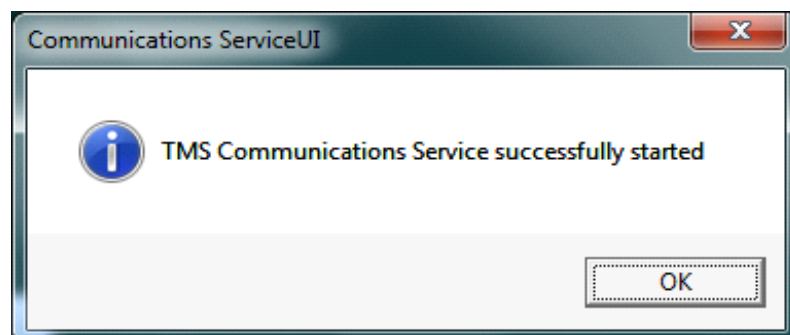 Communications ServiceUI
TMS Communications Service successfully started
OK